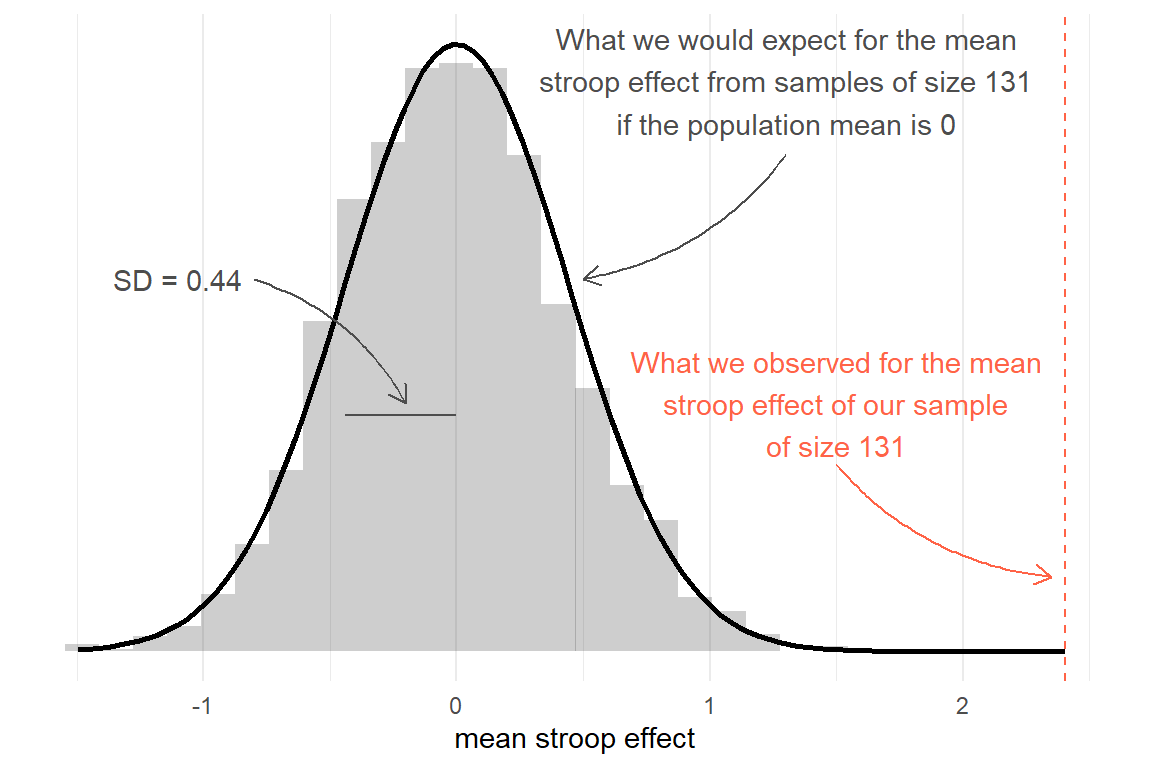 What we would expect for the mean
stroop effect from samples of size 131
if the population mean is 0
SD = 0.44
What we observed for the mean
stroop effect of our sample
of size 131
-1 0 1 2
mean stroop effect